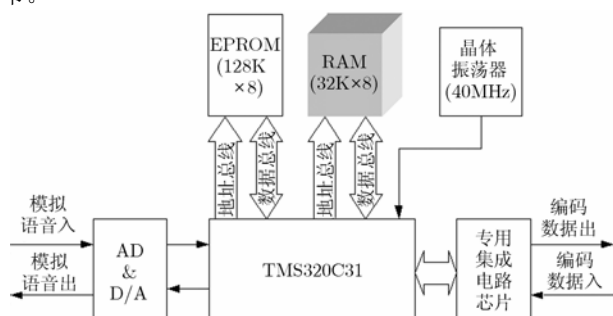 EPROM
(128K
×8)
RAM
(32K×8)
晶体
振荡器
(40MHz)
地址总线
数据总线
地址总线
数据总线
模拟
语音入
模拟
语音出
AD
&
D/A
TMS320C31
专用
集成
电路
芯片
编码
数据出
编码
数据入